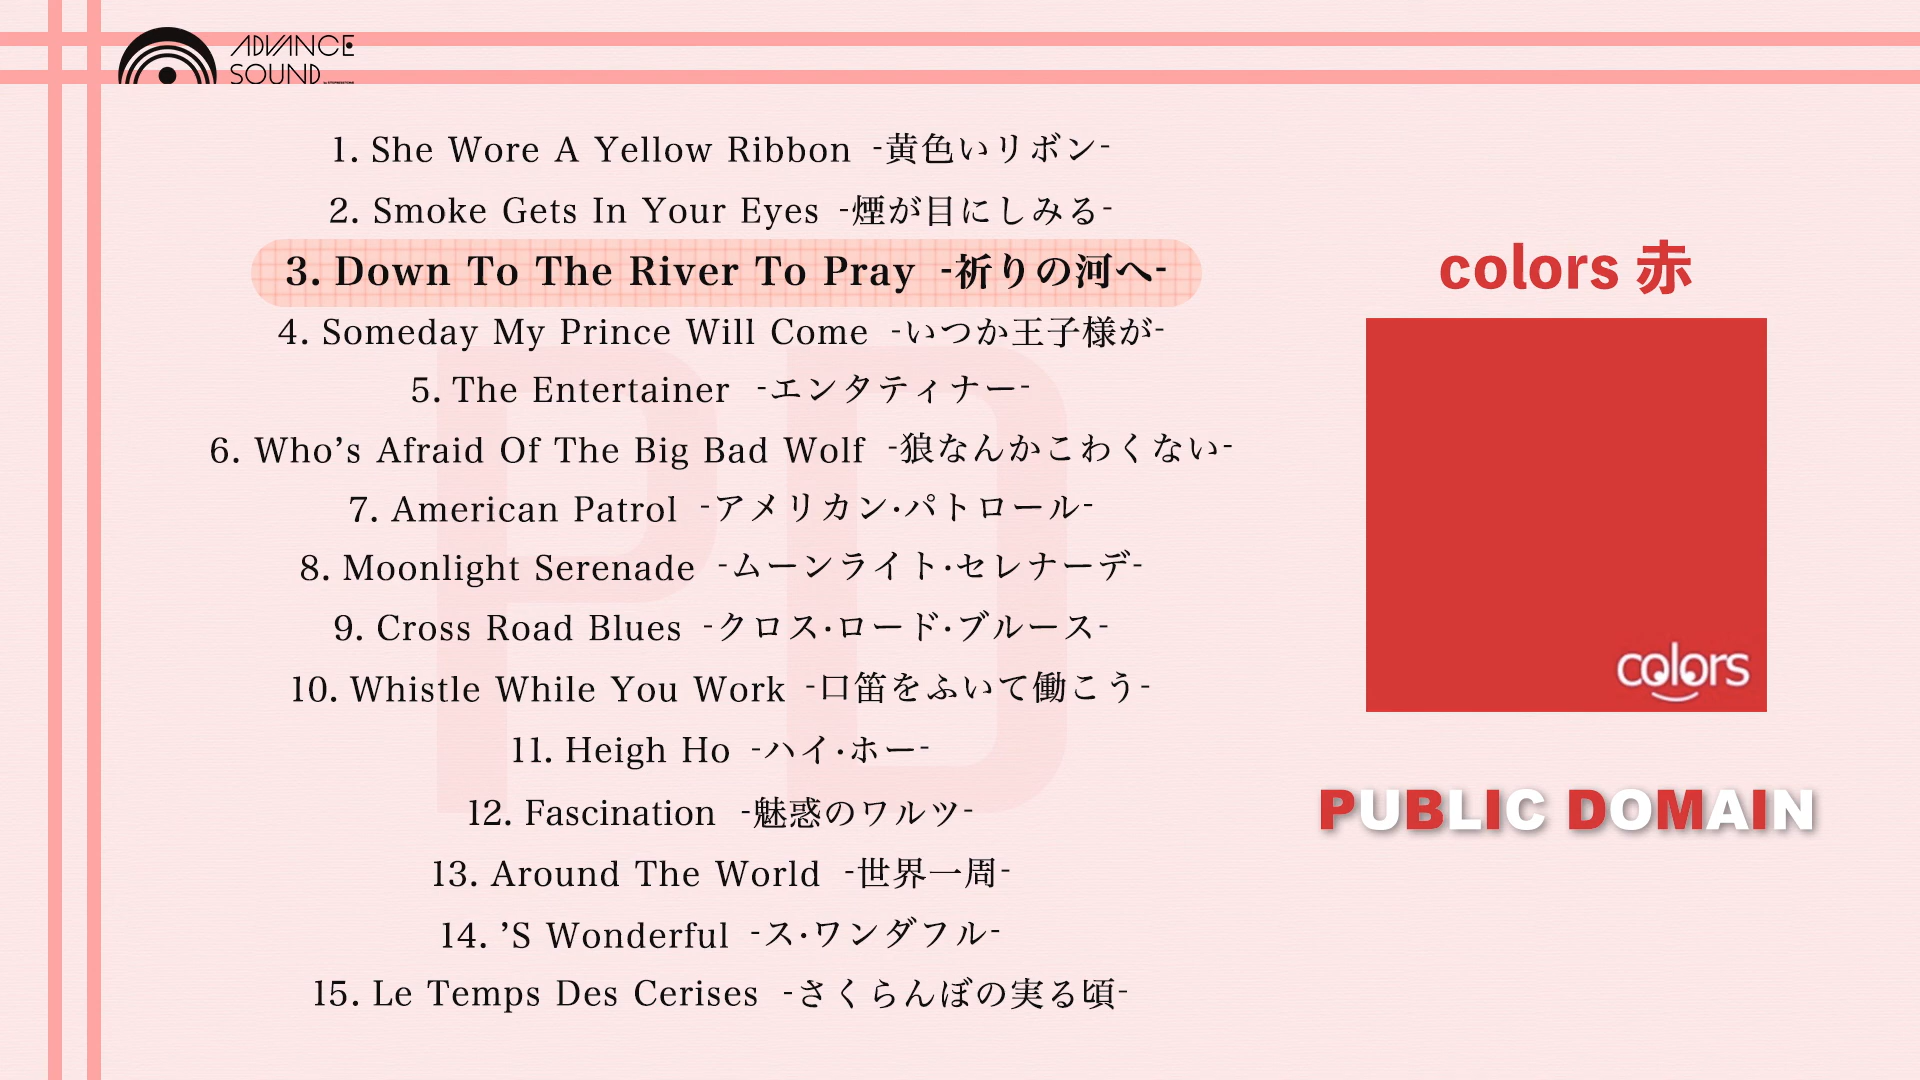 ADVANCE
SOUND
1. She Wore A Yellow Ribbon -黄色いリボン-
2. Smoke Gets In Your Eyes -煙が目にしみる-
3. Down To The River To Pray -祈りの河へ-
4. Someday My Prince Will Come -いつか王子様が-
5. The Entertainer -エンタティナー-
6. Who’s Afraid Of The Big Bad Wolf -狼なんかこわくない-
7. American Patrol -アメリカン·パトロール-
8. Moonlight Serenade -ムーンライト·セレナーデ-
9. Cross Road Blues -クロス·ロード·ブルース-
10. Whistle While You Work -口笛をふいて働こう-
11. Heigh Ho -ハイ·ホー-
12. Fascination -魅惑のワルツ-
13. Around The World -世界一周-
14. ’S Wonderful -ス·ワンダフル-
15. Le Temps Des Cerises -さくらんぼの実る頃-
PD
colors 赤
colors
PUBLIC DOMAIN